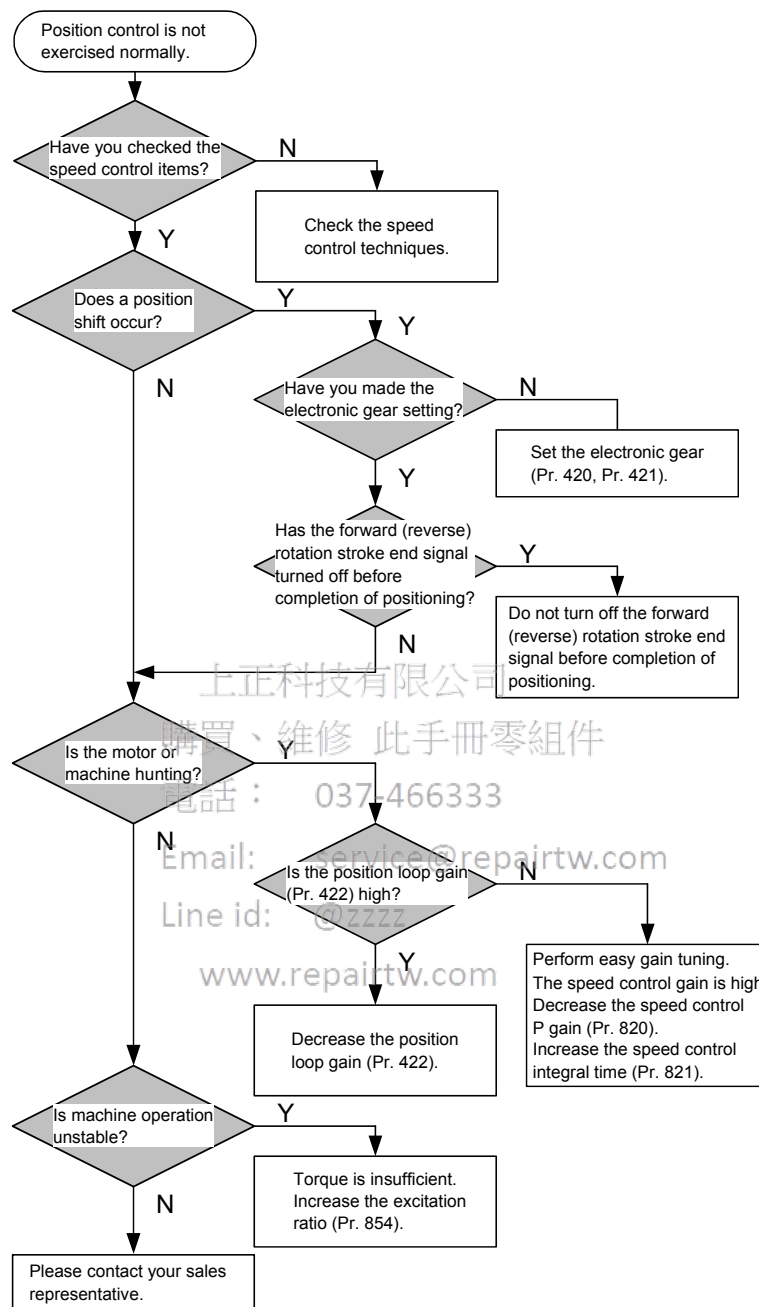 Position control is not
exercised normally.
Have you checked the
speed control items?
N
Check the speed
control techniques.
Y
Does a position
shift occur?
Y
Y
N
Have you made the
electronic gear setting?
N
Set the electronic gear
(Pr. 420, Pr. 421).
Y
Has the forward (reverse)
rotation stroke end signal
turned off before
completion of positioning?
Y
Do not turn off the forward
(reverse) rotation stroke end
signal before completion of
positioning.
N
上正科技有限公司
購買、維修 此手冊零組件
電話： 037-466333
Email: service@repairtw.com
Line id: @zzzz
www.repairtw.com
Is the motor or
machine hunting?
Y
N
Is the position loop gain
(Pr. 422) high?
N
Y
Perform easy gain tuning.
The speed control gain is high
Decrease the speed control
P gain (Pr. 820).
Increase the speed control
integral time (Pr. 821).
Decrease the position
loop gain (Pr. 422).
Is machine operation
unstable?
Y
Torque is insufficient.
Increase the excitation
ratio (Pr. 854).
N
Please contact your sales
representative.